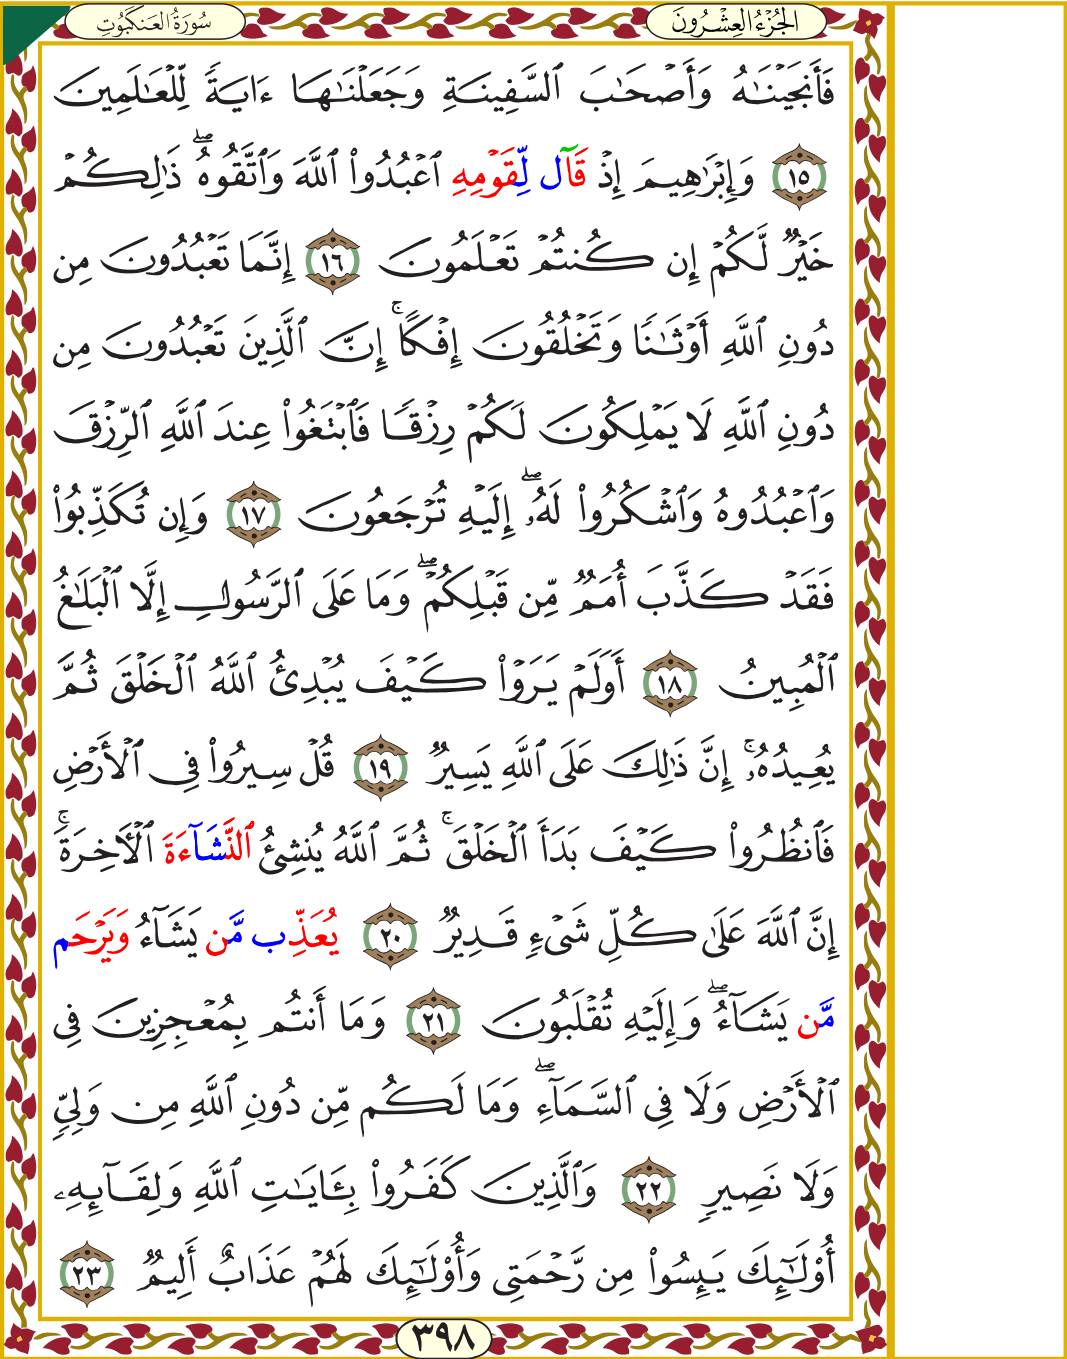 سُورَةُ العَنكَبُوتِ
الجُزْءُ العِشْرُونَ
فَأَنجَيْنَٰهُ وَأَصْحَٰبَ ٱلسَّفِينَةِ وَجَعَلْنَٰهَآ ءَايَةً لِّلْعَٰلَمِينَ
١٥ وَإِبْرَٰهِيمَ إِذْ قَآل لِّقَوْمِهِ ٱعْبُدُوا۟ ٱللَّهَ وَٱتَّقُوهُ ۖ ذَٰلِكُمْ
خَيْرٌ لَّكُمْ إِن كُنتُمْ تَعْلَمُونَ ١٦ إِنَّمَا تَعْبُدُونَ مِن
دُونِ ٱللَّهِ أَوْثَٰنًا وَتَخْلُقُونَ إِفْكًا ۚ إِنَّ ٱلَّذِينَ تَعْبُدُونَ مِن
دُونِ ٱللَّهِ لَا يَمْلِكُونَ لَكُمْ رِزْقًا فَٱبْتَغُوا۟ عِندَ ٱللَّهِ ٱلرِّزْقَ
وَٱعْبُدُوهُ وَٱشْكُرُوا۟ لَهُۥٓ ۖ إِلَيْهِ تُرْجَعُونَ ١٧ وَإِن تُكَذِّبُوا۟
فَقَدْ كَذَّبَ أُمَمٌ مِّن قَبْلِكُمْ ۖ وَمَا عَلَى ٱلرَّسُولِ إِلَّا ٱلْبَلَٰغُ
ٱلْمُبِينُ ١٨ أَوَلَمْ يَرَوْا۟ كَيْفَ يُبْدِئُ ٱللَّهُ ٱلْخَلْقَ ثُمَّ
يُعِيدُهُۥٓ ۚ إِنَّ ذَٰلِكَ عَلَى ٱللَّهِ يَسِيرٌ ١٩ قُلْ سِيرُوا۟ فِى ٱلْأَرْضِ
فَٱنظُرُوا۟ كَيْفَ بَدَأَ ٱلْخَلْقَ ۚ ثُمَّ ٱللَّهُ يُنشِئُ ٱلنَّشَآءَةَ ٱلْأَخِرَةَ ۚ
إِنَّ ٱللَّهَ عَلَىٰ كُلِّ شَىْءٍ قَدِيرٌ ٢٠ يُعَذِّب مَّن يَشَآءُ وَيَرْحَم
مَّن يَشَآءُ ۖ وَإِلَيْهِ تُقْلَبُونَ ٢١ وَمَآ أَنتُم بِمُعْجِزِينَ فِى
ٱلْأَرْضِ وَلَا فِى ٱلسَّمَآءِ ۖ وَمَا لَكُم مِّن دُونِ ٱللَّهِ مِن وَلِىٍّ
وَلَا نَصِيرٍ ٢٢ وَٱلَّذِينَ كَفَرُوا۟ بِـَٔايَٰتِ ٱللَّهِ وَلِقَآئِهِۦٓ
أُو۟لَٰٓئِكَ يَئِسُوا۟ مِن رَّحْمَتِى وَأُو۟لَٰٓئِكَ لَهُمْ عَذَابٌ أَلِيمٌ ٢٣
٣٩٨